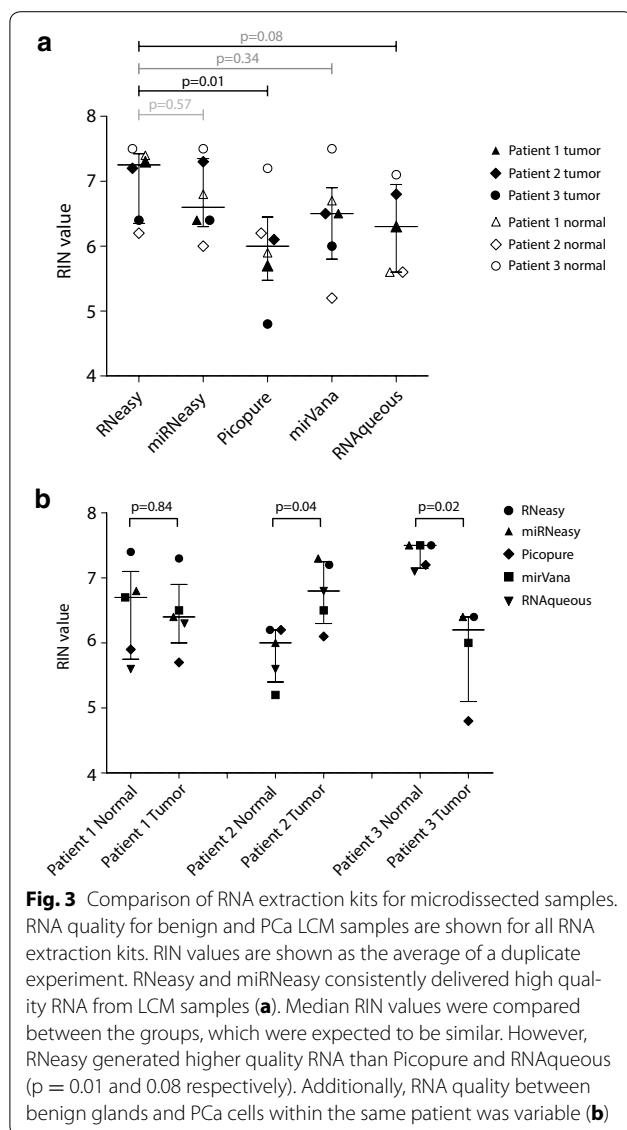 a
p=0.08
p=0.34
p=0.01
p=0.57
8
7
6
5
4
RIN value
RNeasy
miRNeasy
Picopure
mirVana
RNAqueous
Patient 1 tumor
Patient 2 tumor
Patient 3 tumor
Patient 1 normal
Patient 2 normal
Patient 3 normal
b
p=0.84
p=0.04
p=0.02
8
7
6
5
4
RIN value
Patient 1 Normal
Patient 1 Tumor
Patient 2 Normal
Patient 2 Tumor
Patient 3 Normal
Patient 3 Tumor
RNeasy
miRNeasy
Picopure
mirVana
RNAqueous
Fig. 3 Comparison of RNA extraction kits for microdissected samples.
RNA quality for benign and PCa LCM samples are shown for all RNA
extraction kits. RIN values are shown as the average of a duplicate
experiment. RNeasy and miRNeasy consistently delivered high qual-
ity RNA from LCM samples (a). Median RIN values were compared
between the groups, which were expected to be similar. However,
RNeasy generated higher quality RNA than Picopure and RNAqueous
(p = 0.01 and 0.08 respectively). Additionally, RNA quality between
benign glands and PCa cells within the same patient was variable (b)